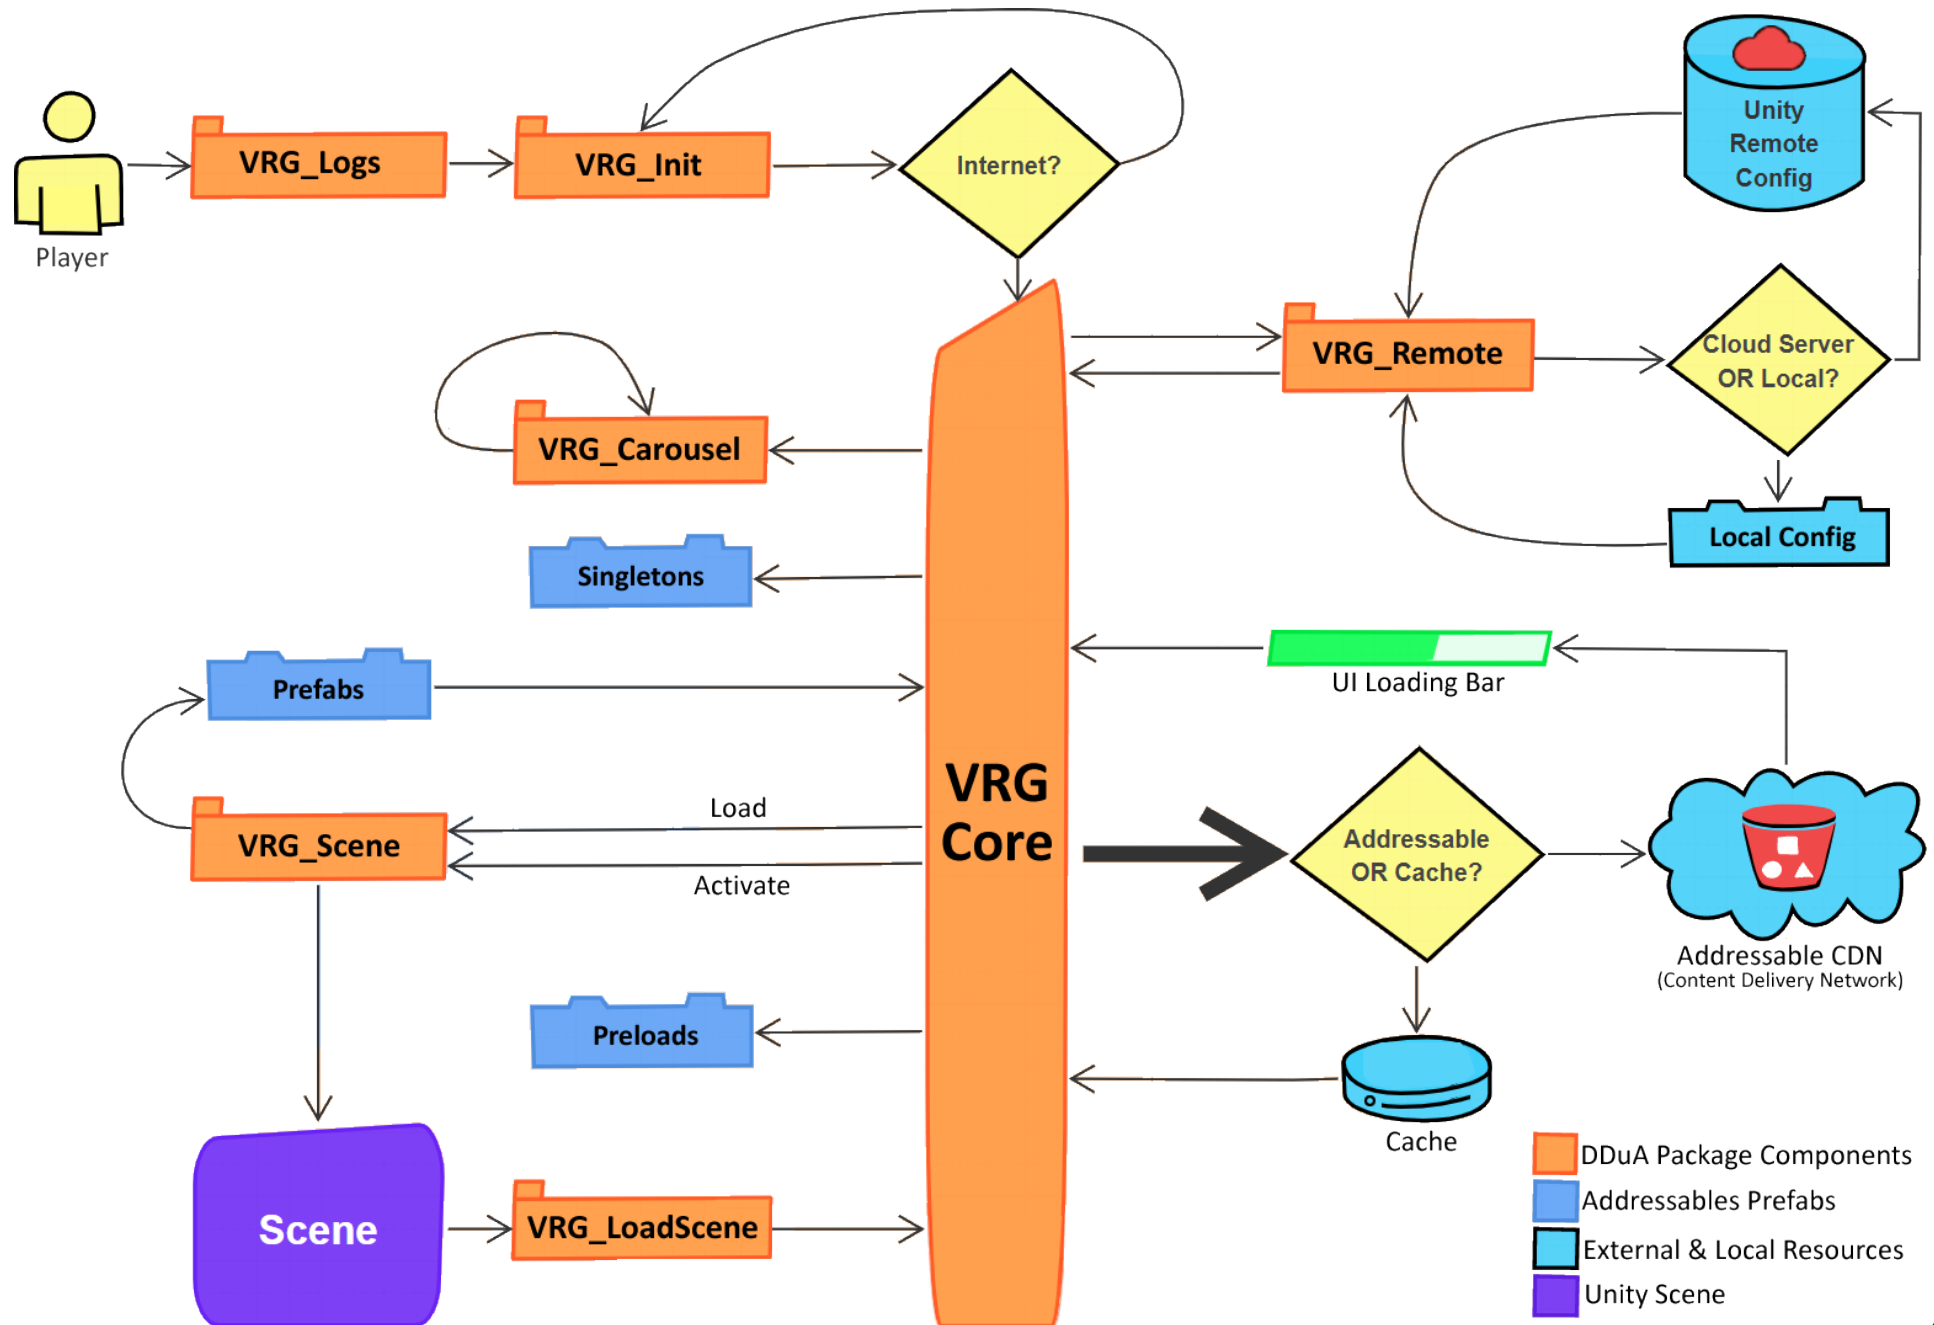 Player
VRG_Logs
VRG_Init
Internet?
Unity
Remote
Config
VRG_Remote
Cloud Server
OR Local?
Local Config
VRG_Carousel
Singletons
Prefabs
UI Loading Bar
VRG
Core
Load
Activate
VRG_Scene
Addressable
OR Cache?
Addressable CDN
(Content Delivery Network)
Preloads
Cache
Scene
VRG_LoadScene
DDuA Package Components
Addressables Prefabs
External & Local Resources
Unity Scene